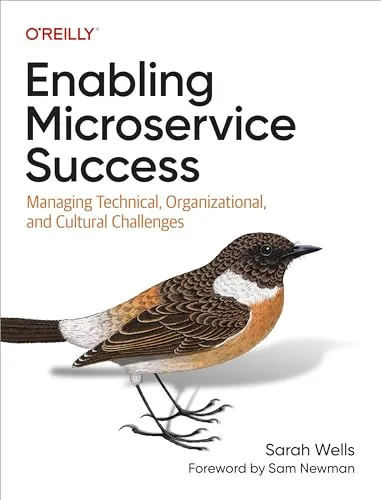 O'REILLY®
Enabling
Microservice
Success
Managing Technical, Organizational,
and Cultural Challenges
Sarah Wells
Foreword by Sam Newman